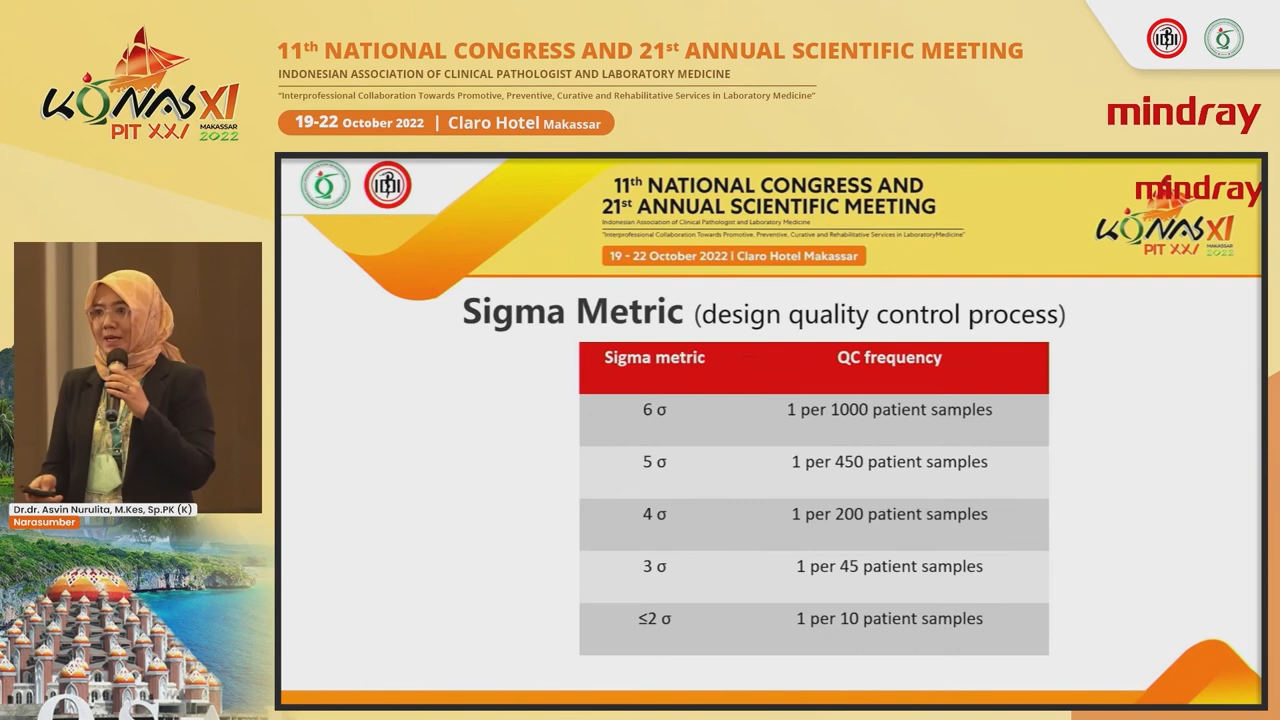 11th NATIONAL CONGRESS AND 21st ANNUAL SCIENTIFIC MEETING
INDONESIAN ASSOCIATION OF CLINICAL PATHOLOGIST AND LABORATORY MEDICINE
"Interprofessional Collaboration Towards Promotive, Preventive, Curative and Rehabilitative Services in Laboratory Medicine"
19-22 October 2022 | Claro Hotel Makassar
KONAS XI
PIT XXI
MAKASSAR
2022
mindray
11th NATIONAL CONGRESS AND
21st ANNUAL SCIENTIFIC MEETING
Indonesian Association of Clinical Pathologist and Laboratory Medicine
"Interprofessional Collaboration Towards Promotive, Preventive, Curative and Rehabilitative Services in LaboratoryMedicine"
19 - 22 October 2022 | Claro Hotel Makassar
mindray
KONAS XI
PIT XXI
MAKASSAR
2022
Sigma Metric (design quality control process)
Sigma metric QC frequency
6 σ 1 per 1000 patient samples
5 σ 1 per 450 patient samples
4 σ 1 per 200 patient samples
3 σ 1 per 45 patient samples
≤2 σ 1 per 10 patient samples
Dr.dr. Asvin Nurulita, M.Kes, Sp.PK (K)
Narasumber